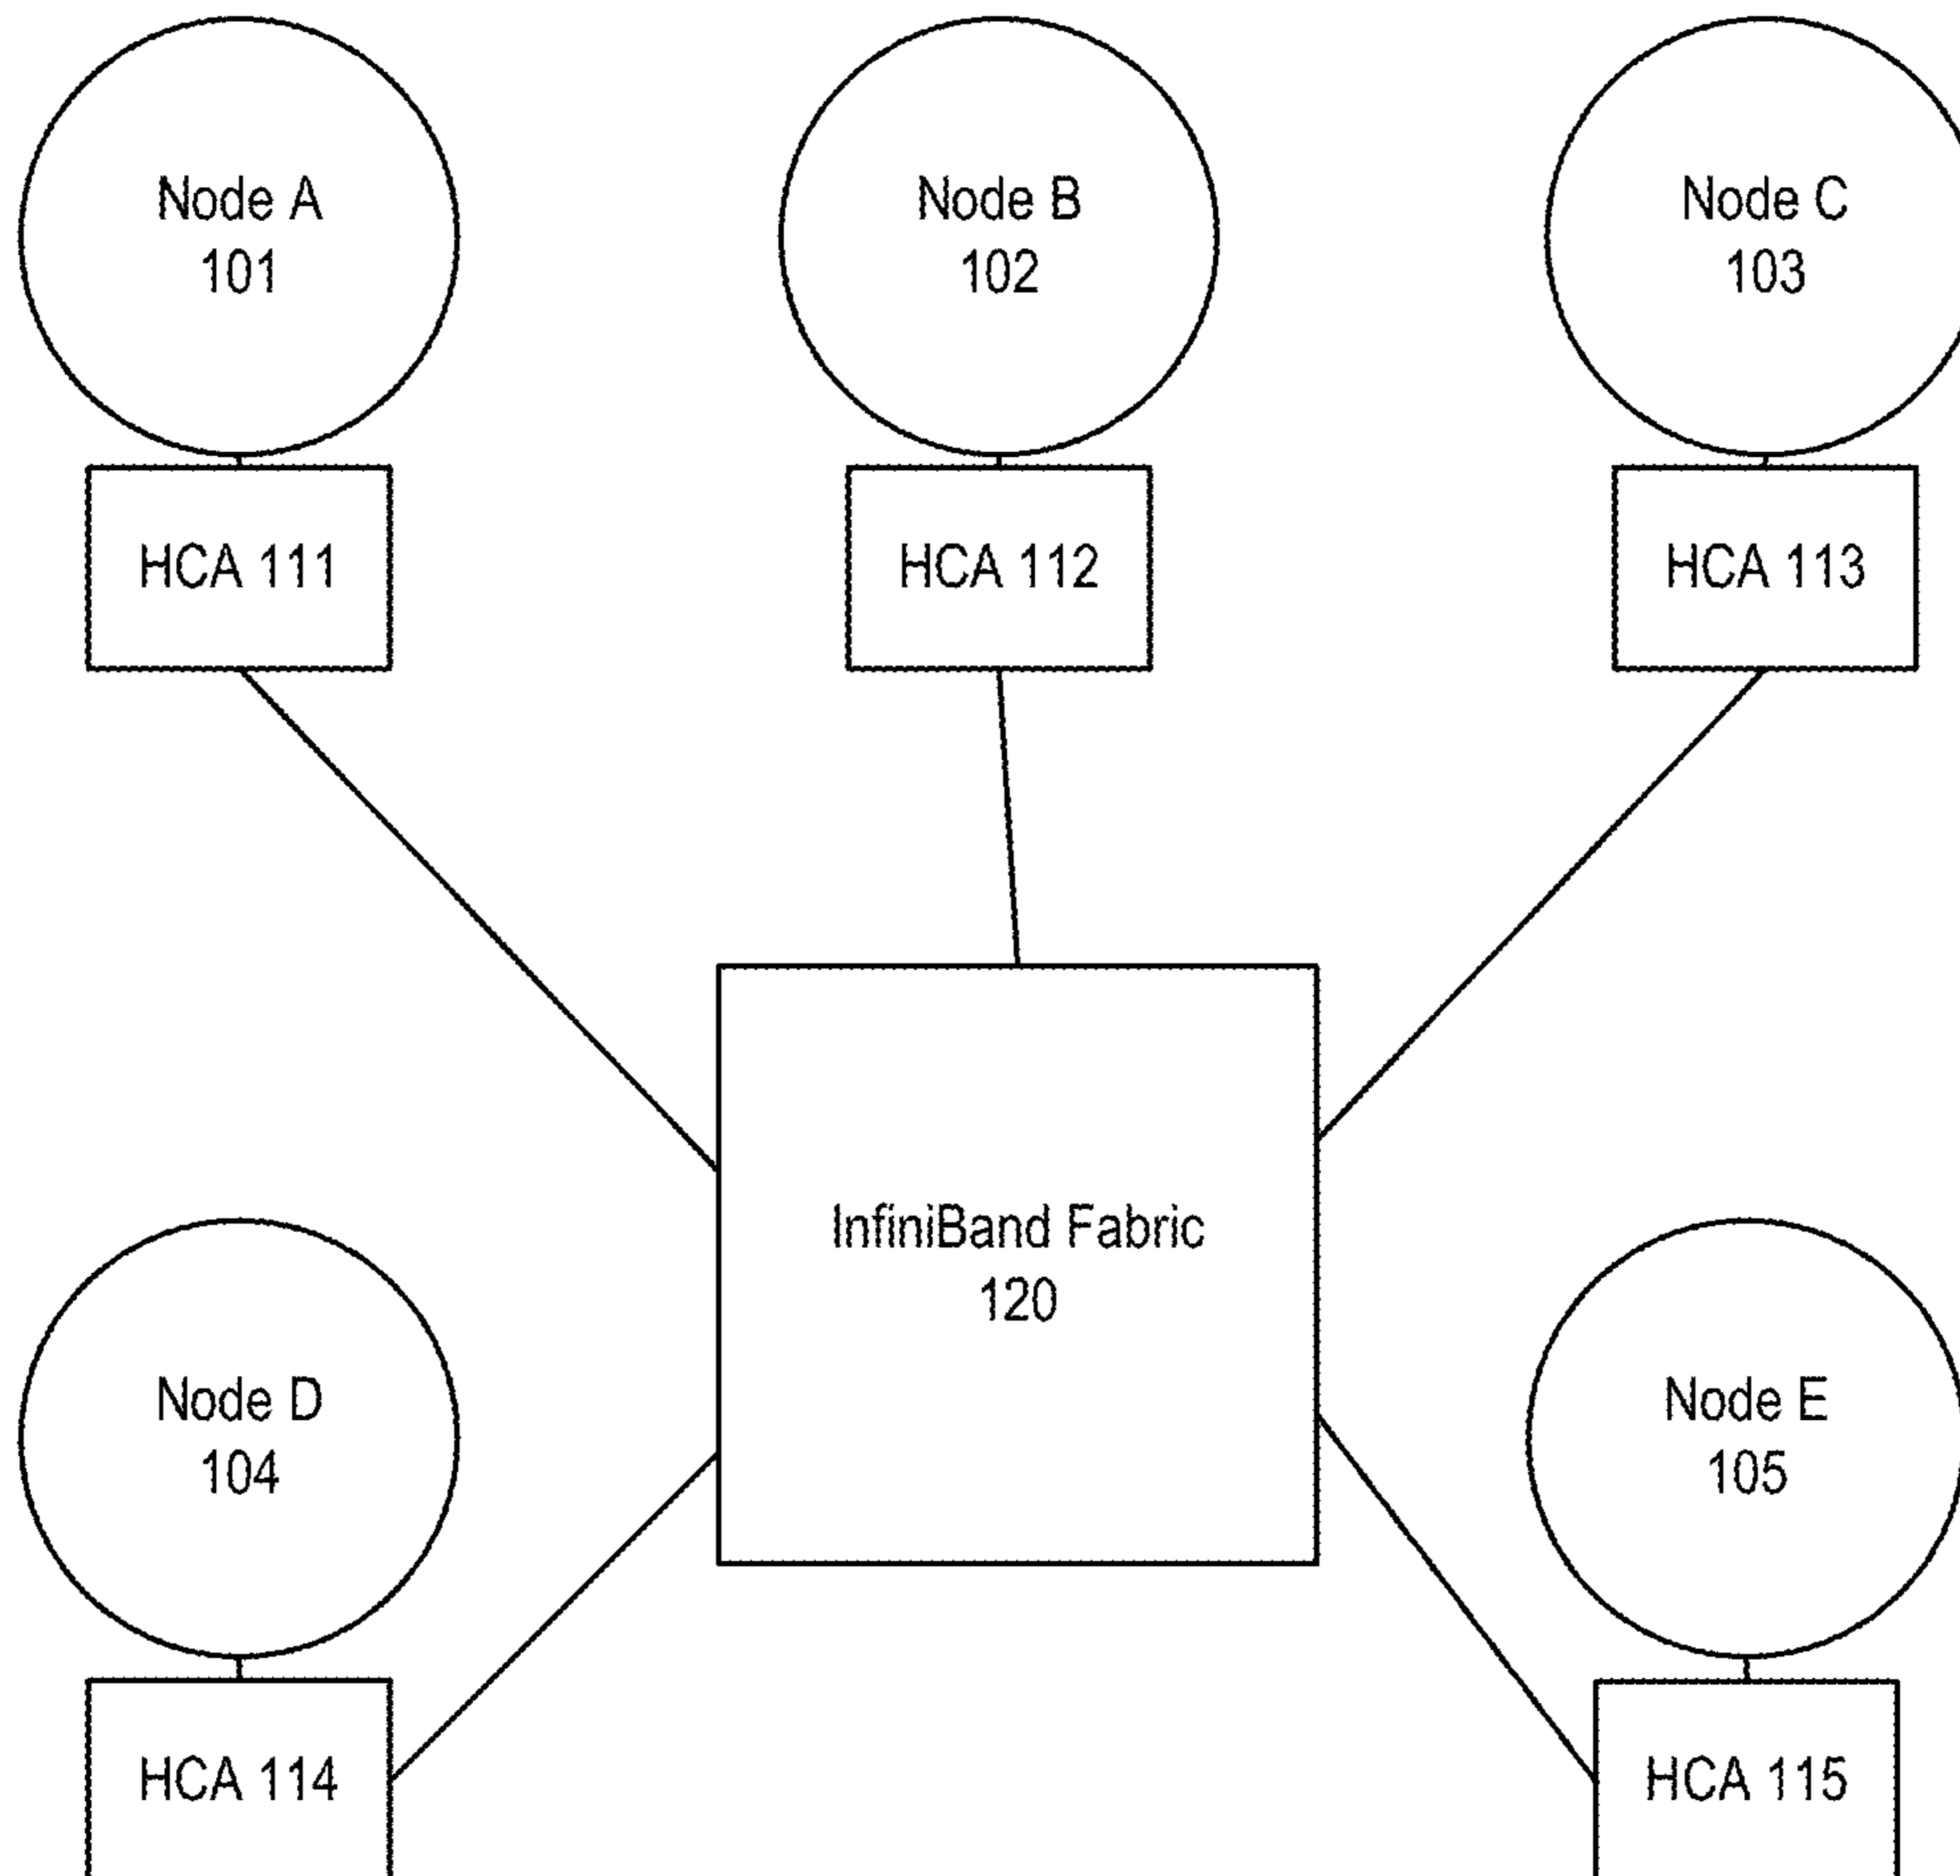 Node A
101
Node B
102
Node C
103
HCA 111
HCA 112
HCA 113
InfiniBand Fabric
120
Node D
104
Node E
105
HCA 114
HCA 115